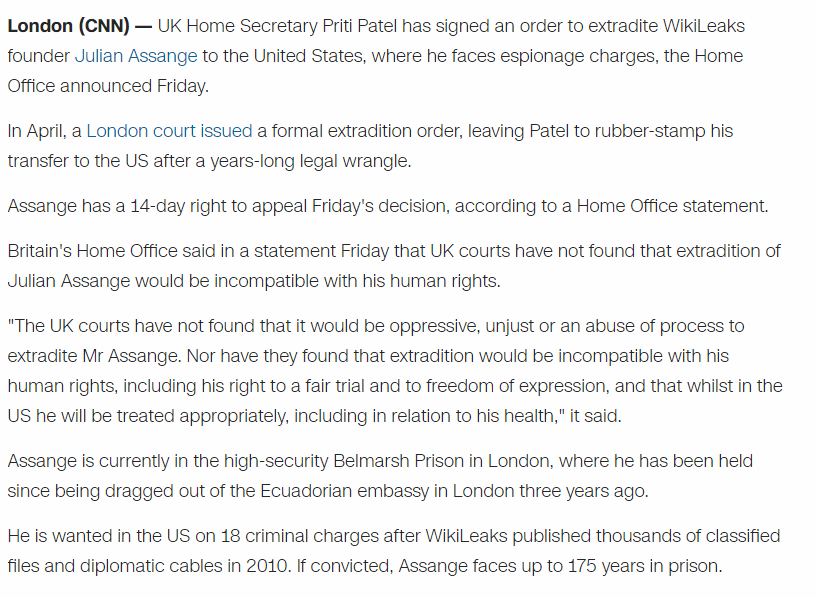 London (CNN) — UK Home Secretary Priti Patel has signed an order to extradite WikiLeaks
founder Julian Assange to the United States, where he faces espionage charges, the Home
Office announced Friday.
In April, a London court issued a formal extradition order, leaving Patel to rubber-stamp his
transfer to the US after a years-long legal wrangle.
Assange has a 14-day right to appeal Friday's decision, according to a Home Office statement.
Britain's Home Office said in a statement Friday that UK courts have not found that extradition of
Julian Assange would be incompatible with his human rights.
"The UK courts have not found that it would be oppressive, unjust or an abuse of process to
extradite Mr Assange. Nor have they found that extradition would be incompatible with his
human rights, including his right to a fair trial and to freedom of expression, and that whilst in the
US he will be treated appropriately, including in relation to his health," it said.
Assange is currently in the high-security Belmarsh Prison in London, where he has been held
since being dragged out of the Ecuadorian embassy in London three years ago.
He is wanted in the US on 18 criminal charges after WikiLeaks published thousands of classified
files and diplomatic cables in 2010. If convicted, Assange faces up to 175 years in prison.